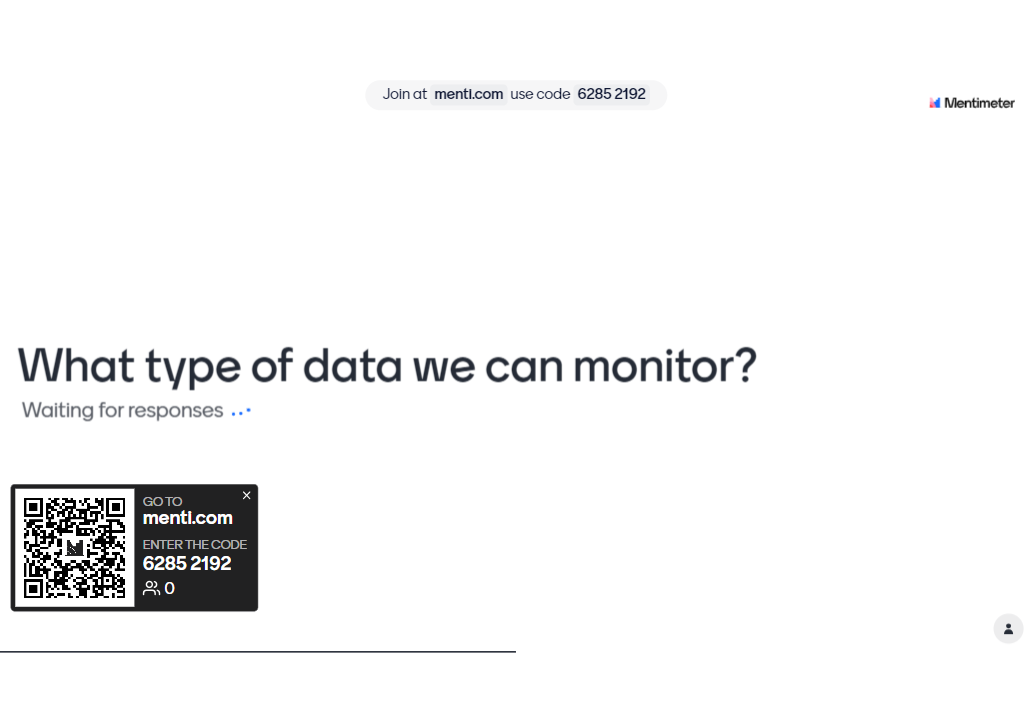 Join at menti.com use code 6285 2192
Mentimeter
What type of data we can monitor?
Waiting for responses
GO TO
menti.com
ENTER THE CODE
6285 2192
0